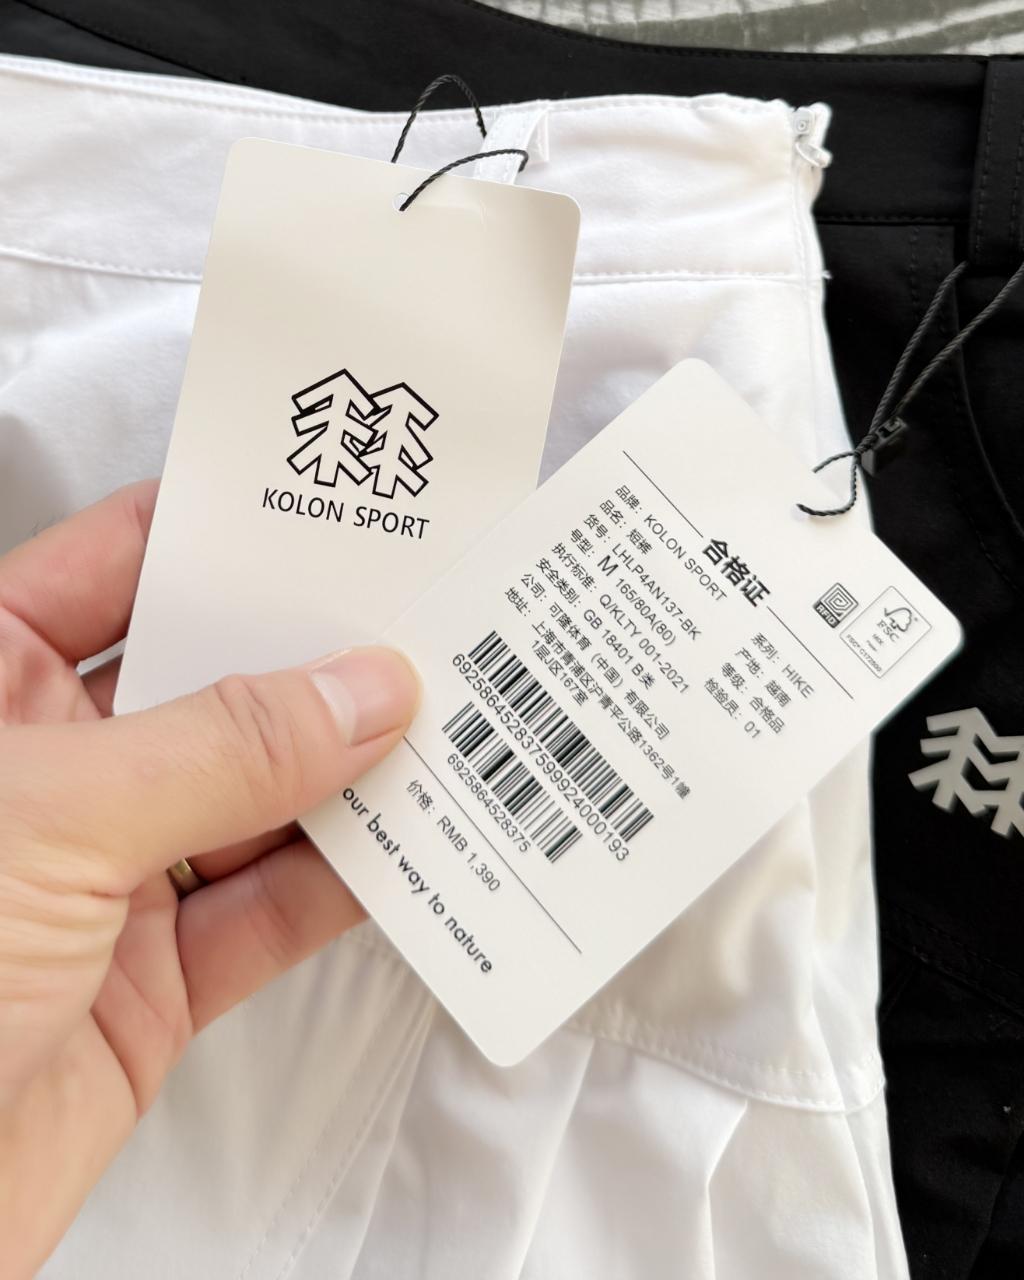 KOLON SPORT
合格证
品牌：KOLON SPORT
品名：短裤
货号：LHLP4AN137-BK
号型：M 165/80A(80)
执行标准：Q/KLTY 001-2021
安全类别：GB 18401 B 类
公司：可隆体育（中国）有限公司
地址：上海市青浦区沪青平公路1362号1幢
1层J区167室
系列：HIKE
产地：越南
等级：合格品
检验员：01
RFID
FSC
MIX
6925864528375999240001​93
6925864528375
价格：RMB 1,390
our best way to nature